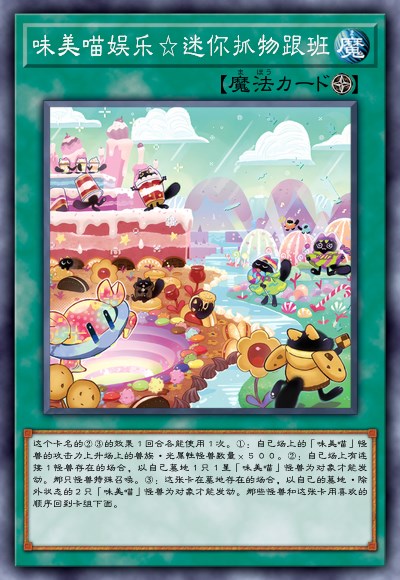 味美喵娱乐☆迷你抓物跟班
魔
【魔法カード】
まほう
这个卡名的②③的效果1回合各能使用1次。①：自己场上的「味美喵」怪
兽的攻击力上升场上的兽族·光属性怪兽数量×500。②：自己场上有连
接1怪兽存在的场合，以自己墓地1只1星「味美喵」怪兽为对象才能发
动。那只怪兽特殊召唤。③：这张卡在墓地存在的场合，以自己的墓地·除
外状态的2只「味美喵」怪兽为对象才能发动。那些怪兽和这张卡用喜欢的
顺序回到卡组下面。